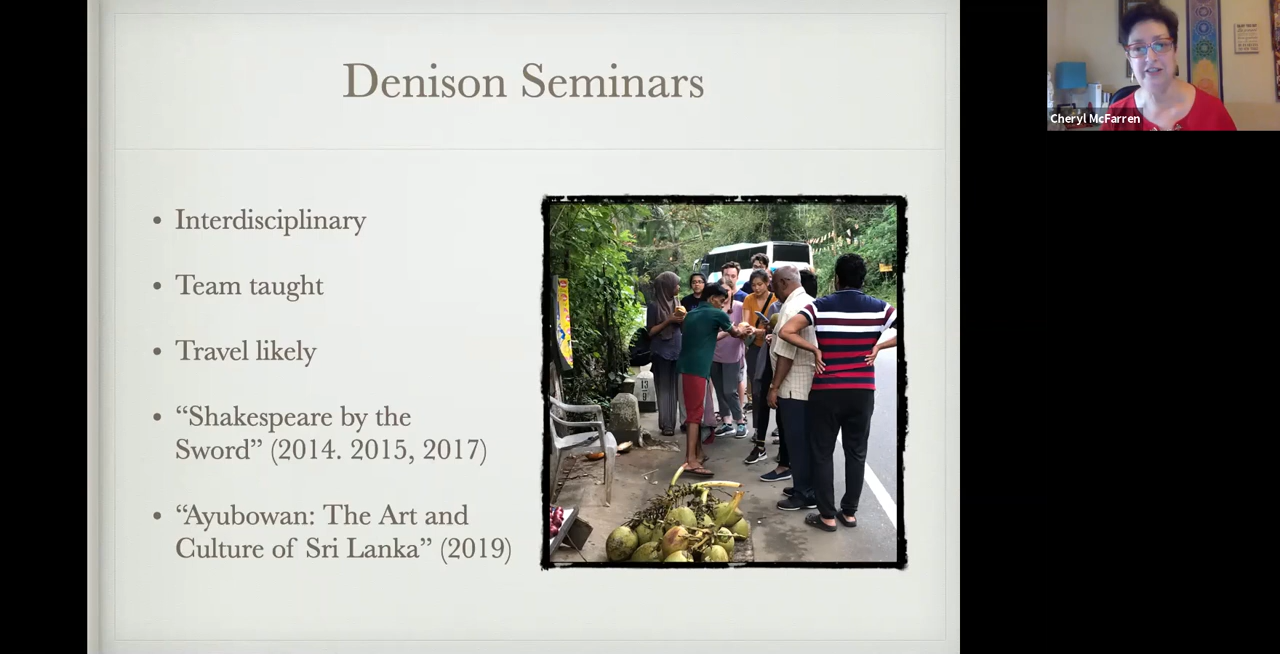 Denison Seminars
• Interdisciplinary
• Team taught
• Travel likely
• “Shakespeare by the
Sword” (2014. 2015, 2017)
• “Ayubowan: The Art and
Culture of Sri Lanka” (2019)
Cheryl McFarren